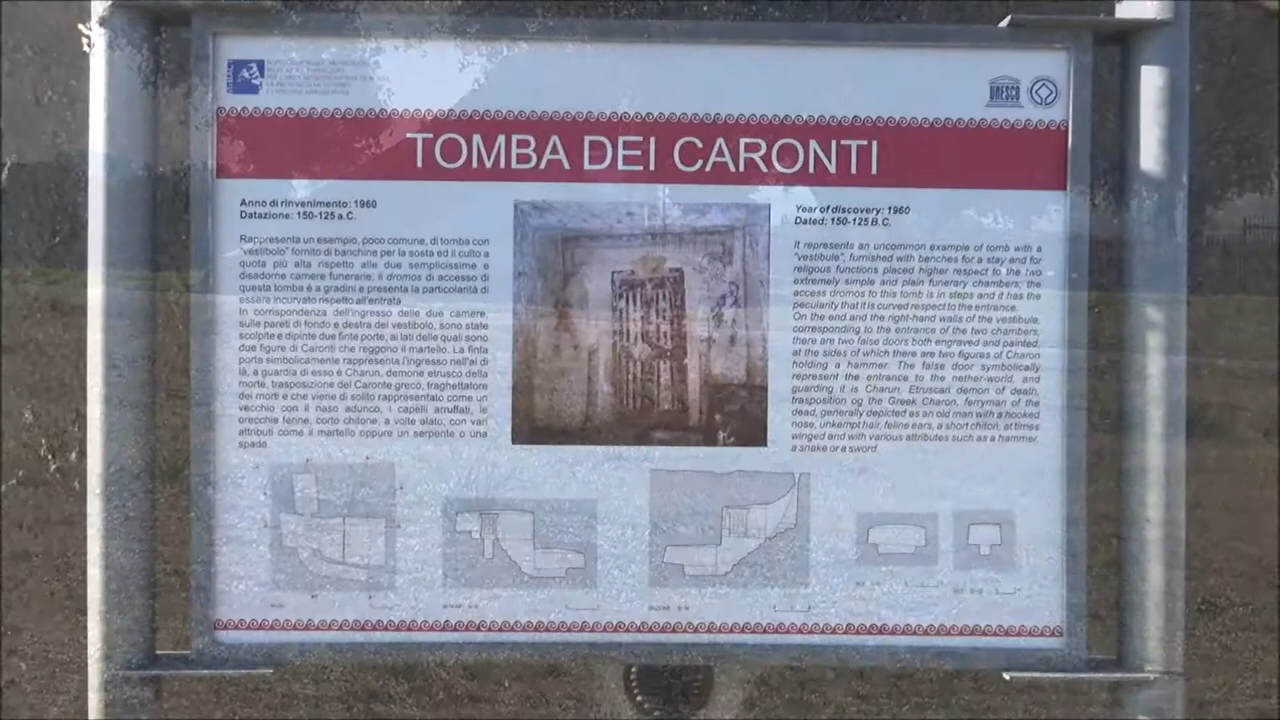 UNESCO
TOMBA DEI CARONTI
Anno di rinvenimento: 1960
Datazione: 150-125 a.C.
Rappresenta un esempio, poco comune, di tomba con
"vestibolo" fornito di banchine per la sosta ed il culto a
quota più alta rispetto alle due semplicissime e
disadorne camere funerarie; il dromos di accesso di
questa tomba è a gradini e presenta la particolarità di
essere incurvato rispetto all'entrata.
In corrispondenza dell'ingresso delle due camere,
sulle pareti di fondo e destra del vestibolo, sono state
scolpite e dipinte due finte porte, ai lati delle quali sono
due figure di Caronti che reggono il martello. La finta
porta simbolicamente rappresenta l'ingresso nell'al di
là, a guardia di esso è Charun, demone etrusco della
morte, trasposizione del Caronte greco, traghettatore
dei morti e che viene di solito rappresentato come un
vecchio con il naso adunco, i capelli arruffati, le
orecchie ferine, corto chitone, a volte alato, con vari
attributi come il martello oppure un serpente o una
spada.
Year of discovery: 1960
Dated: 150-125 B.C.
It represents an uncommon example of tomb with a
"vestibule", furnished with benches for a stay end for
religous functions placed higher respect to the two
extremely simple and plain funerary chambers; the
access dromos to this tomb is in steps and it has the
peculiarity that it is curved respect to the entrance.
On the end and the right-hand walls of the vestibule,
corresponding to the entrance of the two chambers,
there are two false doors both engraved and painted,
at the sides of which there are two figures of Charon
holding a hammer. The false door symbolically
represent the entrance to the nether-world, and
guarding it is Charun, Etruscan demon of death,
trasposition og the Greek Charon, ferryman of the
dead, generally depicted as an old man with a hooked
nose, unkempt hair, feline ears, a short chiton, at times
winged and with various attributes such as a hammer,
a snake or a sword.